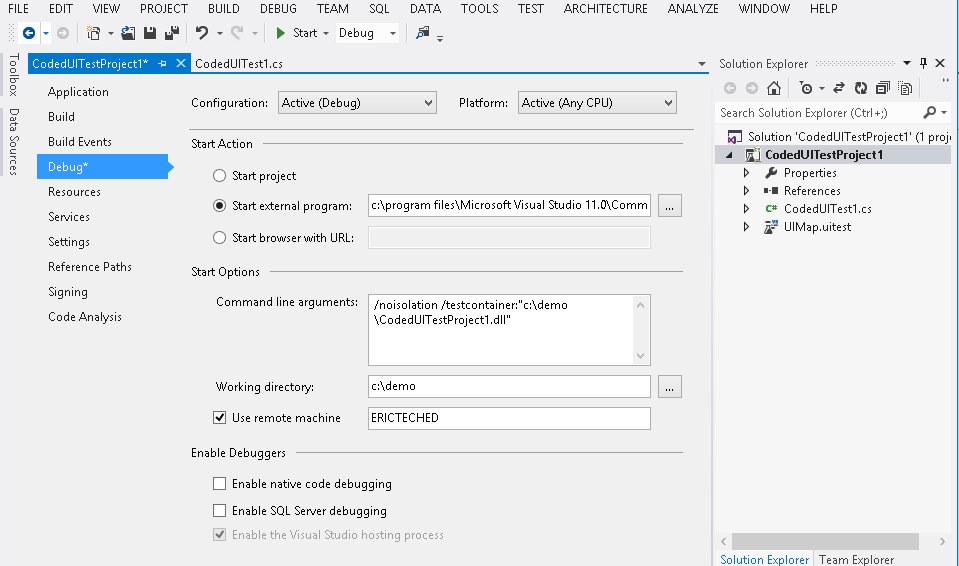 FILE EDIT VIEW PROJECT BUILD DEBUG TEAM SQL DATA TOOLS TEST ARCHITECTURE ANALYZE WINDOW HELP
Start Debug
Toolbox
Data Sources
CodedUITestProject1* CodedUITest1.cs
Application
Build
Build Events
Debug*
Resources
Services
Settings
Reference Paths
Signing
Code Analysis
Configuration: Active (Debug) Platform: Active (Any CPU)
Start Action
Start project
Start external program: c:\program files\Microsoft Visual Studio 11.0\Comm ...
Start browser with URL:
Start Options
Command line arguments: /noisolation /testcontainer:"c:\demo
\CodedUITestProject1.dll"
Working directory: c:\demo ...
Use remote machine ERICTECHED
Enable Debuggers
Enable native code debugging
Enable SQL Server debugging
Enable the Visual Studio hosting process
Solution Explorer
Search Solution Explorer (Ctrl+;)
Solution 'CodedUITestProject1' (1 proj
CodedUITestProject1
Properties
References
C# CodedUITest1.cs
UIMap.uitest
Solution Explorer Team Explorer